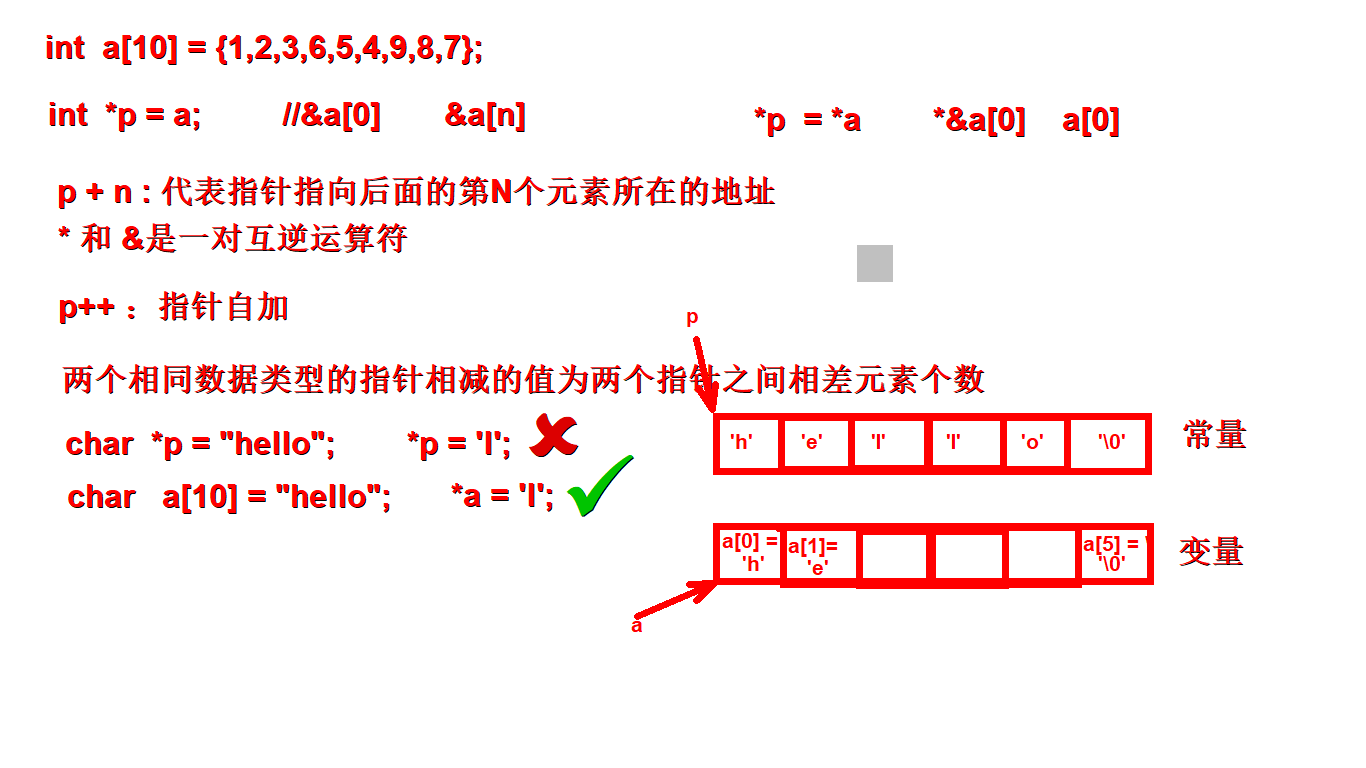 int a[10] = {1,2,3,6,5,4,9,8,7};
int *p = a; //&a[0] &a[n] *p = *a *&a[0] a[0]
p + n : 代表指针指向后面的第N个元素所在的地址
* 和 &是一对互逆运算符
p++ ：指针自加
p
两个相同数据类型的指针相减的值为两个指针之间相差元素个数
char *p = "hello"; *p = 'l';
'h' 'e' 'l' 'l' 'o' '\0' 常量
char a[10] = "hello"; *a = 'l';
a[0] = 'h'
a[1]= 'e'
a[5] = '\0'
变量
a